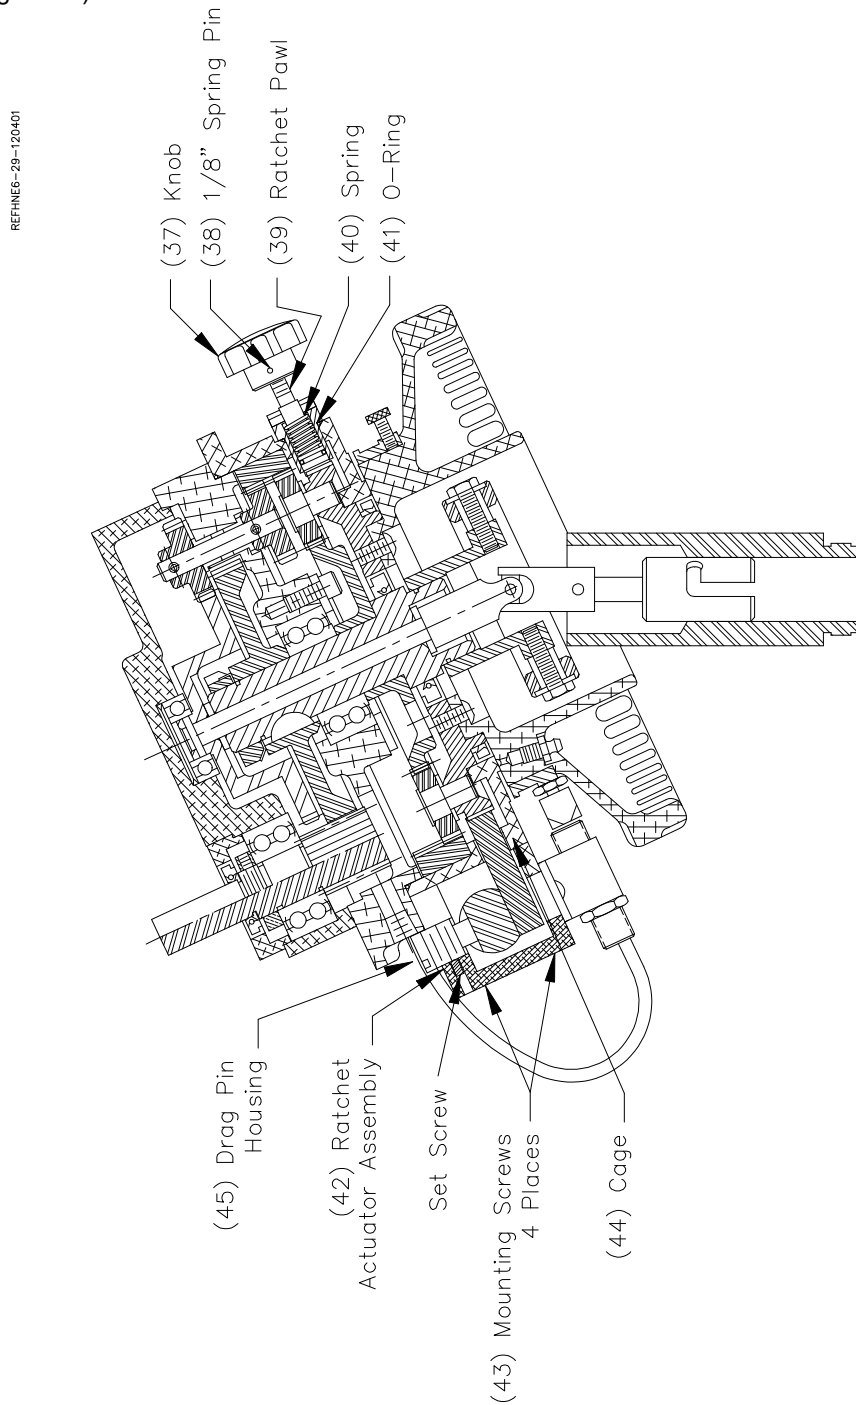 REFHNE6-29-120401
(37) Knob
(38) 1/8” Spring Pin
(39) Ratchet Pawl
(40) Spring
(41) O-Ring
(45) Drag Pin
Housing
(42) Ratchet
Actuator Assembly
Set Screw
(43) Mounting Screws
4 Places
(44) Cage